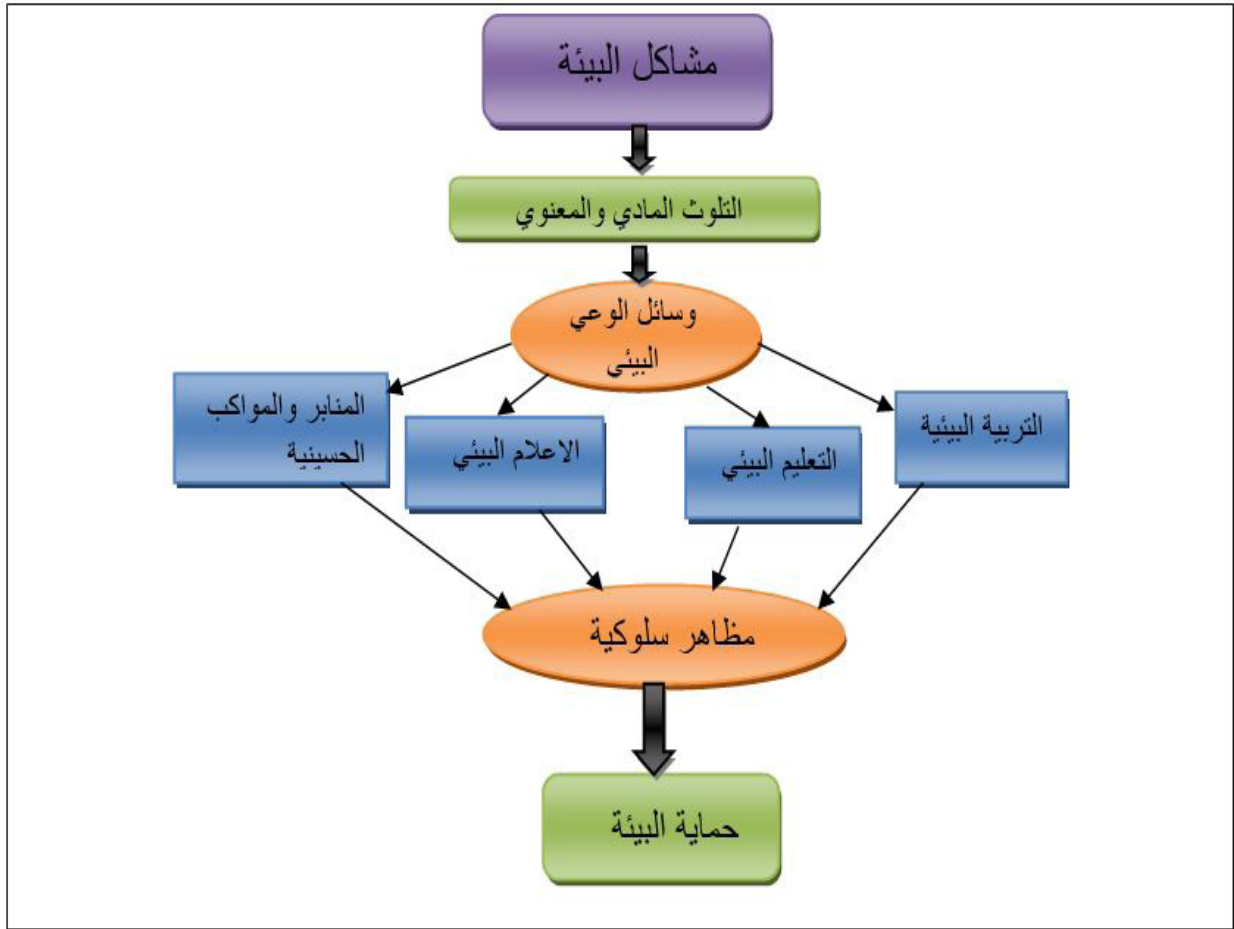 مشاكل البيئة
التلوث المادي والمعنوي
وسائل الوعي
البيئي
التربية البيئية
التعليم البيئي
الاعلام البيئي
المنابر والمواكب
الحسينية
مظاهر سلوكية
حماية البيئة